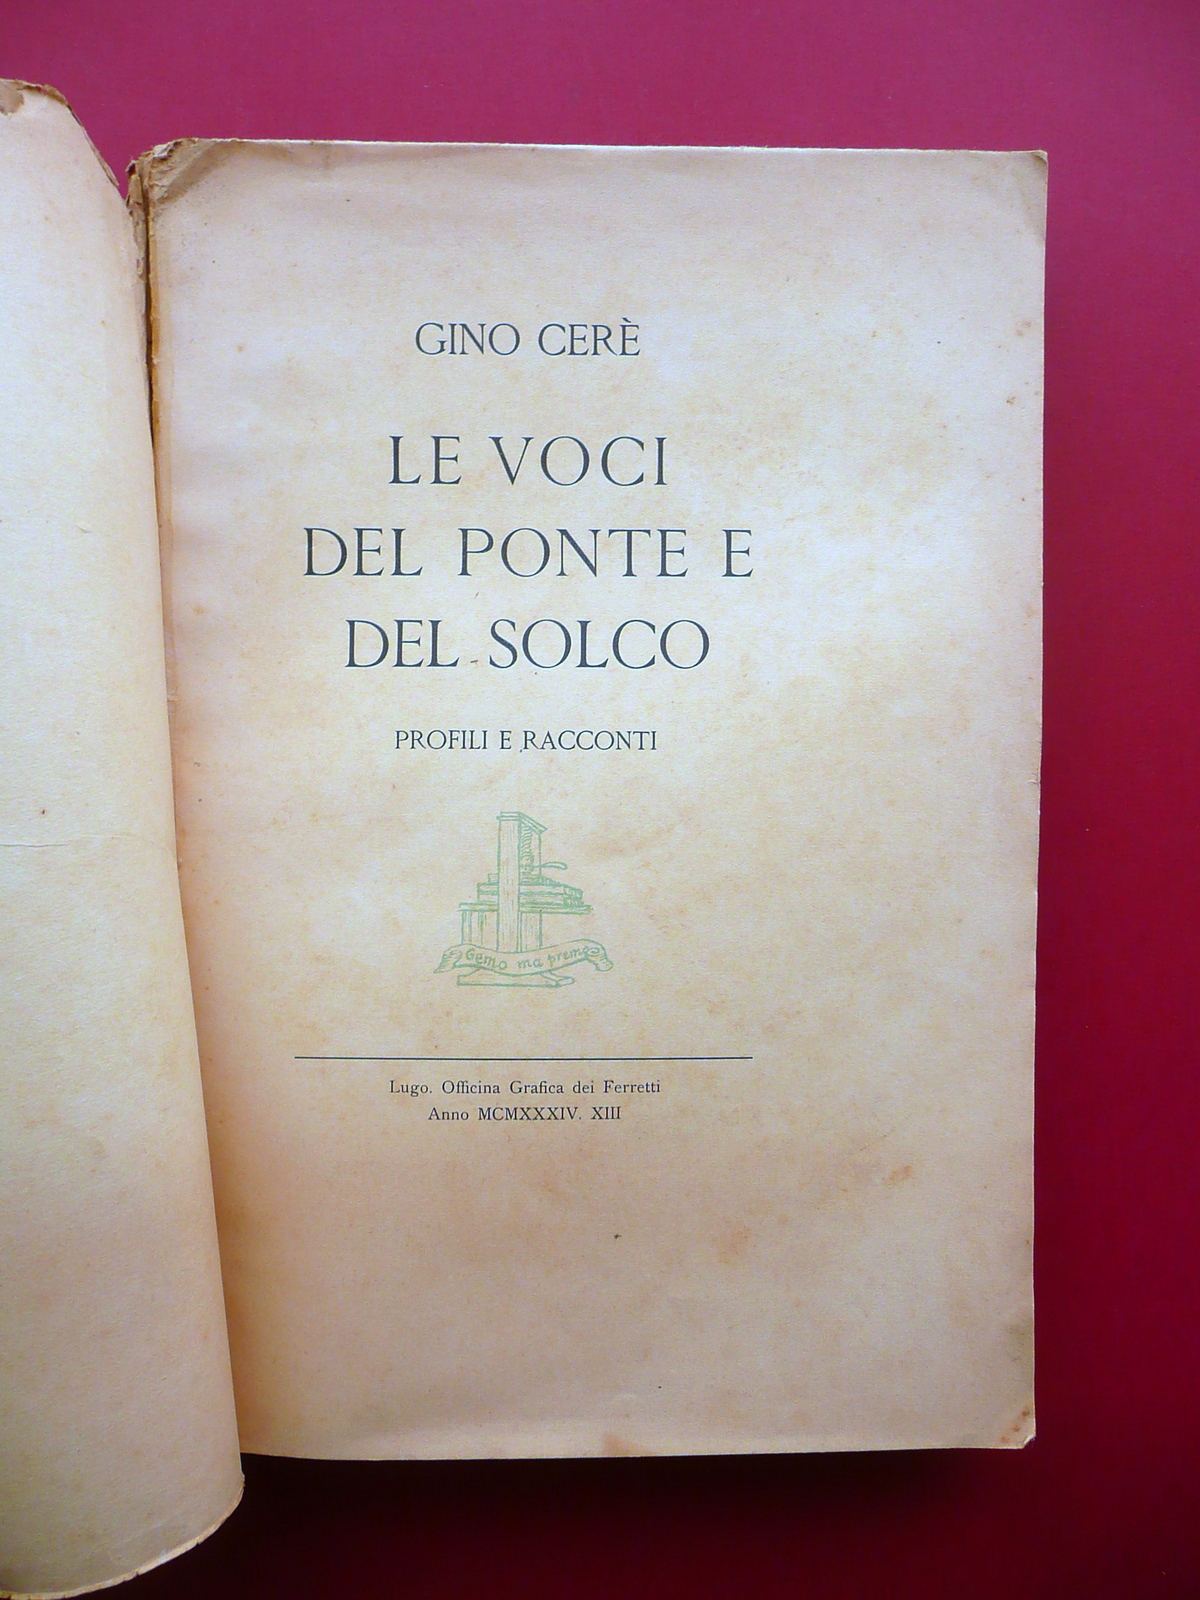 GINO CERÈ
LE VOCI
DEL PONTE E
DEL SOLCO
PROFILI E RACCONTI
Gemo ma premo
Lugo. Officina Grafica dei Ferretti
Anno MCMXXXIV. XIII